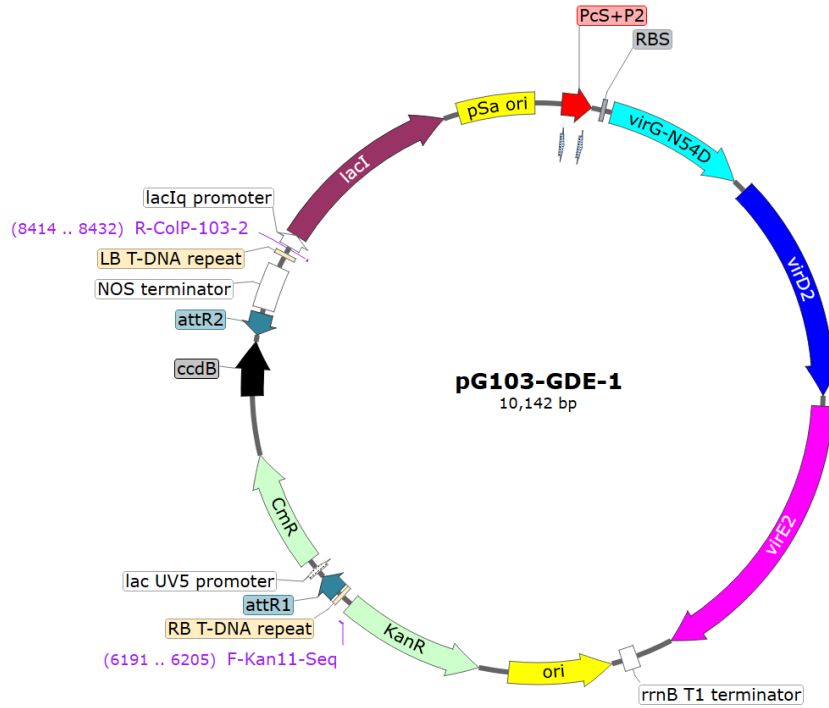 PcS+P2
RBS
pSa ori
virG-N54D
lacI
lacIq promoter
(8414 .. 8432) R-ColP-103-2
LB T-DNA repeat
NOS terminator
attR2
ccdB
virD2
pG103-GDE-1
10,142 bp
virE2
CmR
lac UV5 promoter
attR1
RB T-DNA repeat
KanR
(6191 .. 6205) F-Kan11-Seq
ori
rrnB T1 terminator